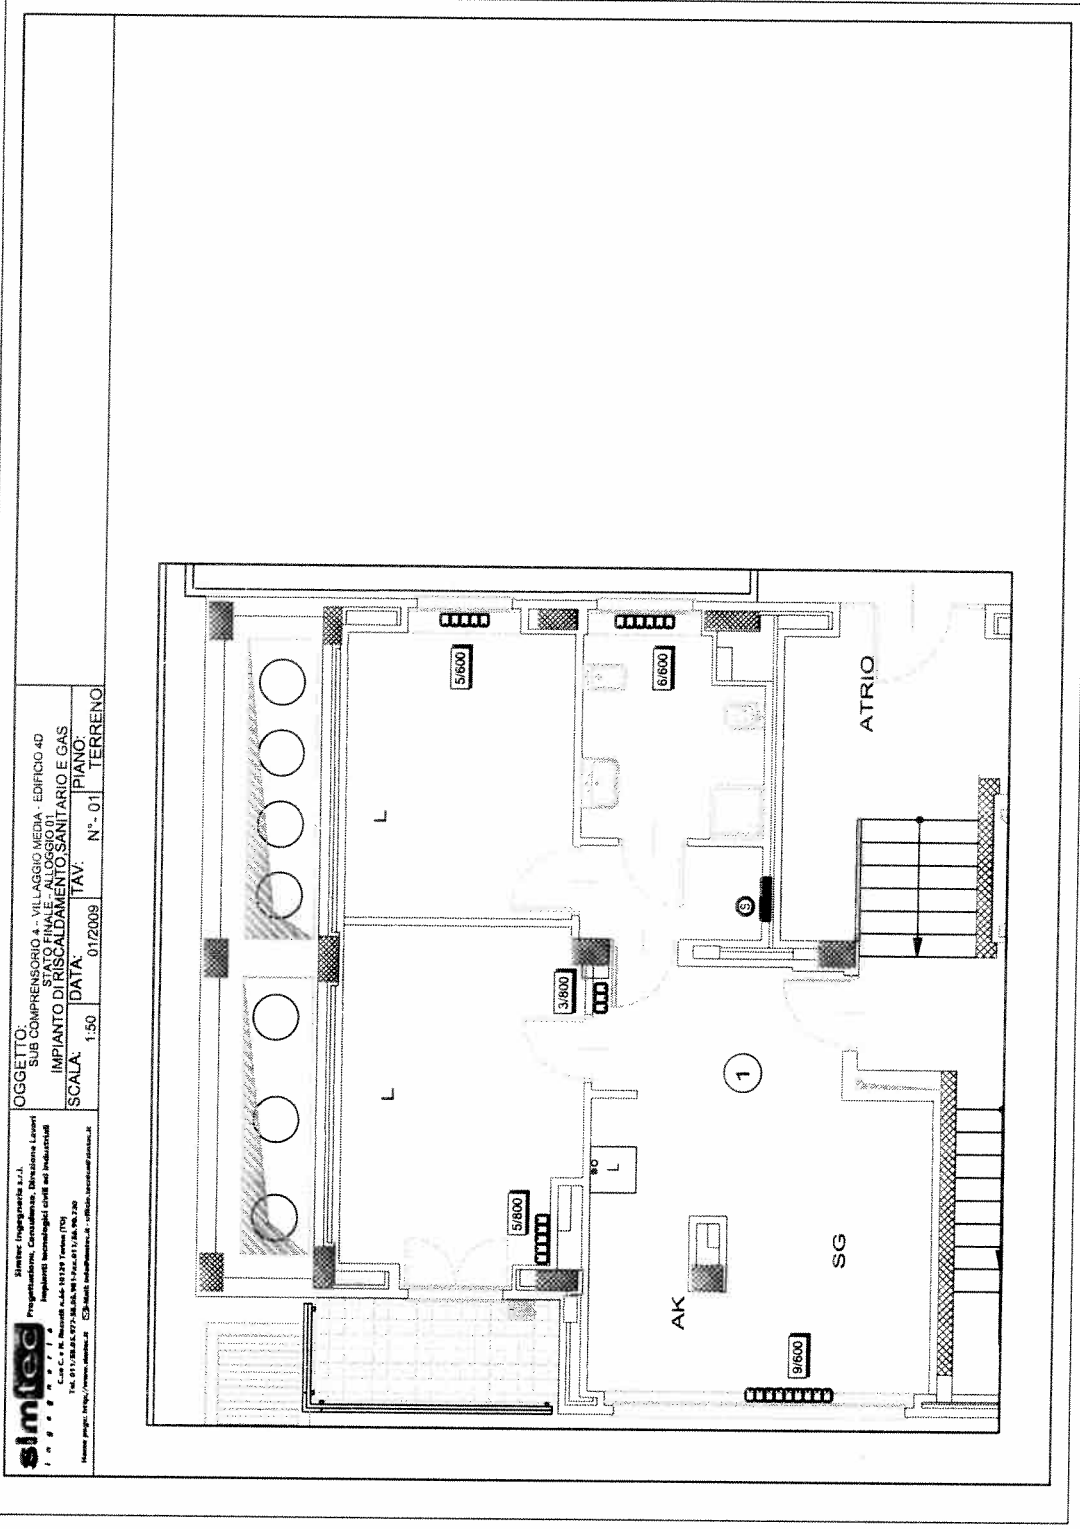 simtec
ingegneria
Simtec Ingegneria s.r.l.
Progettazione, Consulenza, Direzione Lavori
Impianti tecnologici civili ed industriali
OGGETTO:
SUB COMPRENSORIO 4 - VILLAGGIO MEDIA - EDIFICIO 4D
STATO FINALE - ALLOGGIO 01
IMPIANTO DI RISCALDAMENTO,SANITARIO E GAS
SCALA: 1:50
DATA: 01/2009
TAV: N°- 01
PIANO: TERRENO
L
L
5/600
6/600
3/800
5/800
S
L
1
ATRIO
AK
SG
9/600